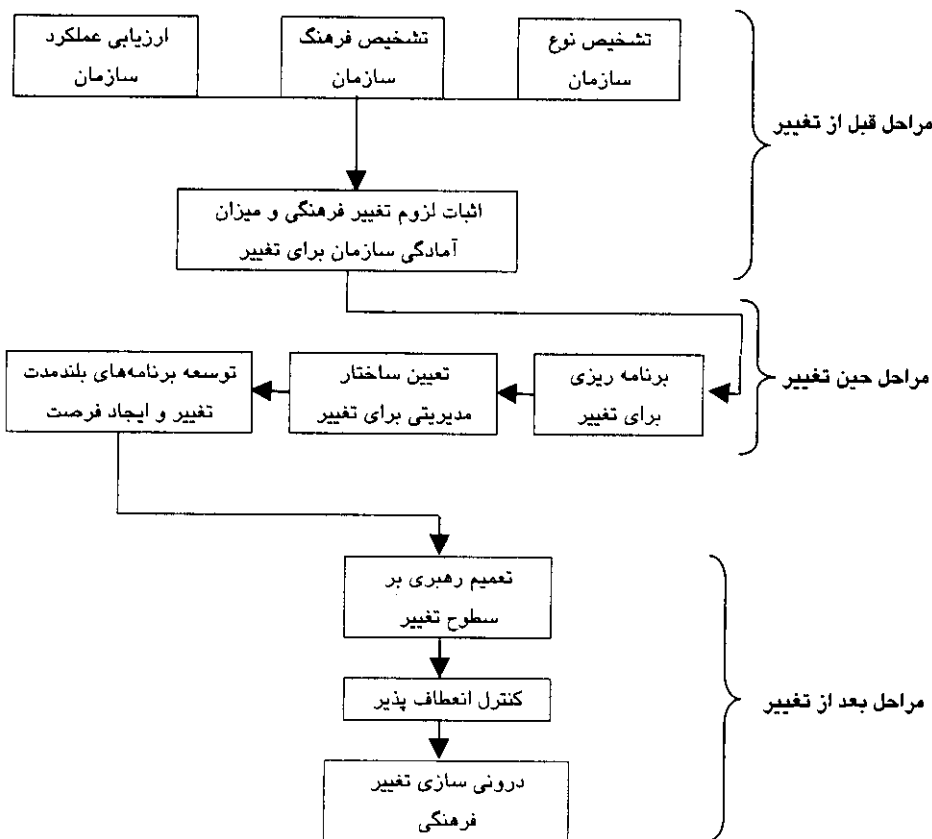 تشخیص نوع
سازمان
تشخیص فرهنگ
سازمان
ارزیابی عملکرد
سازمان
مراحل قبل از تغییر
اثبات لزوم تغییر فرهنگی و میزان
آمادگی سازمان برای تغییر
مراحل حین تغییر
برنامه ریزی
برای تغییر
تعیین ساختار
مدیریتی برای تغییر
توسعه برنامه‌های بلندمدت
تغییر و ایجاد فرصت
تعمیم رهبری بر
سطوح تغییر
کنترل انعطاف پذیر
مراحل بعد از تغییر
درونی سازی تغییر
فرهنگی